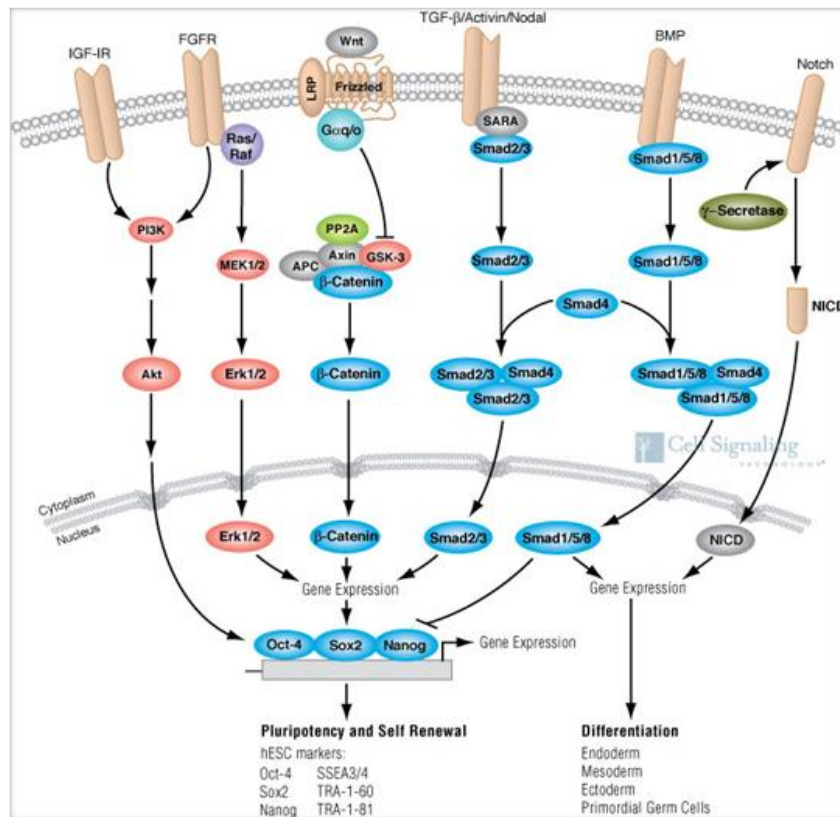 TGF-β/Activin/Nodal
FGFR
IGF-IR
Wnt
BMP
Notch
LRP
Frizzled
Ras/
Raf
Gαq/o
SARA
Smad2/3
Smad1/5/8
γ-Secretase
PI3K
PP2A
MEK1/2
APC
Axin
GSK-3
β-Catenin
Smad2/3
Smad1/5/8
Smad4
NICD
Akt
Erk1/2
β-Catenin
Smad2/3
Smad4
Smad2/3
Smad1/5/8
Smad4
Smad1/5/8
Cell Signaling
TECHNOLOGY®
Cytoplasm
Nucleus
Erk1/2
β-Catenin
Smad2/3
Smad1/5/8
NICD
Gene Expression
Gene Expression
Oct-4
Sox2
Nanog
Gene Expression
Pluripotency and Self Renewal
hESC markers:
Oct-4 SSEA3/4
Sox2 TRA-1-60
Nanog TRA-1-81
Differentiation
Endoderm
Mesoderm
Ectoderm
Primordial Germ Cells